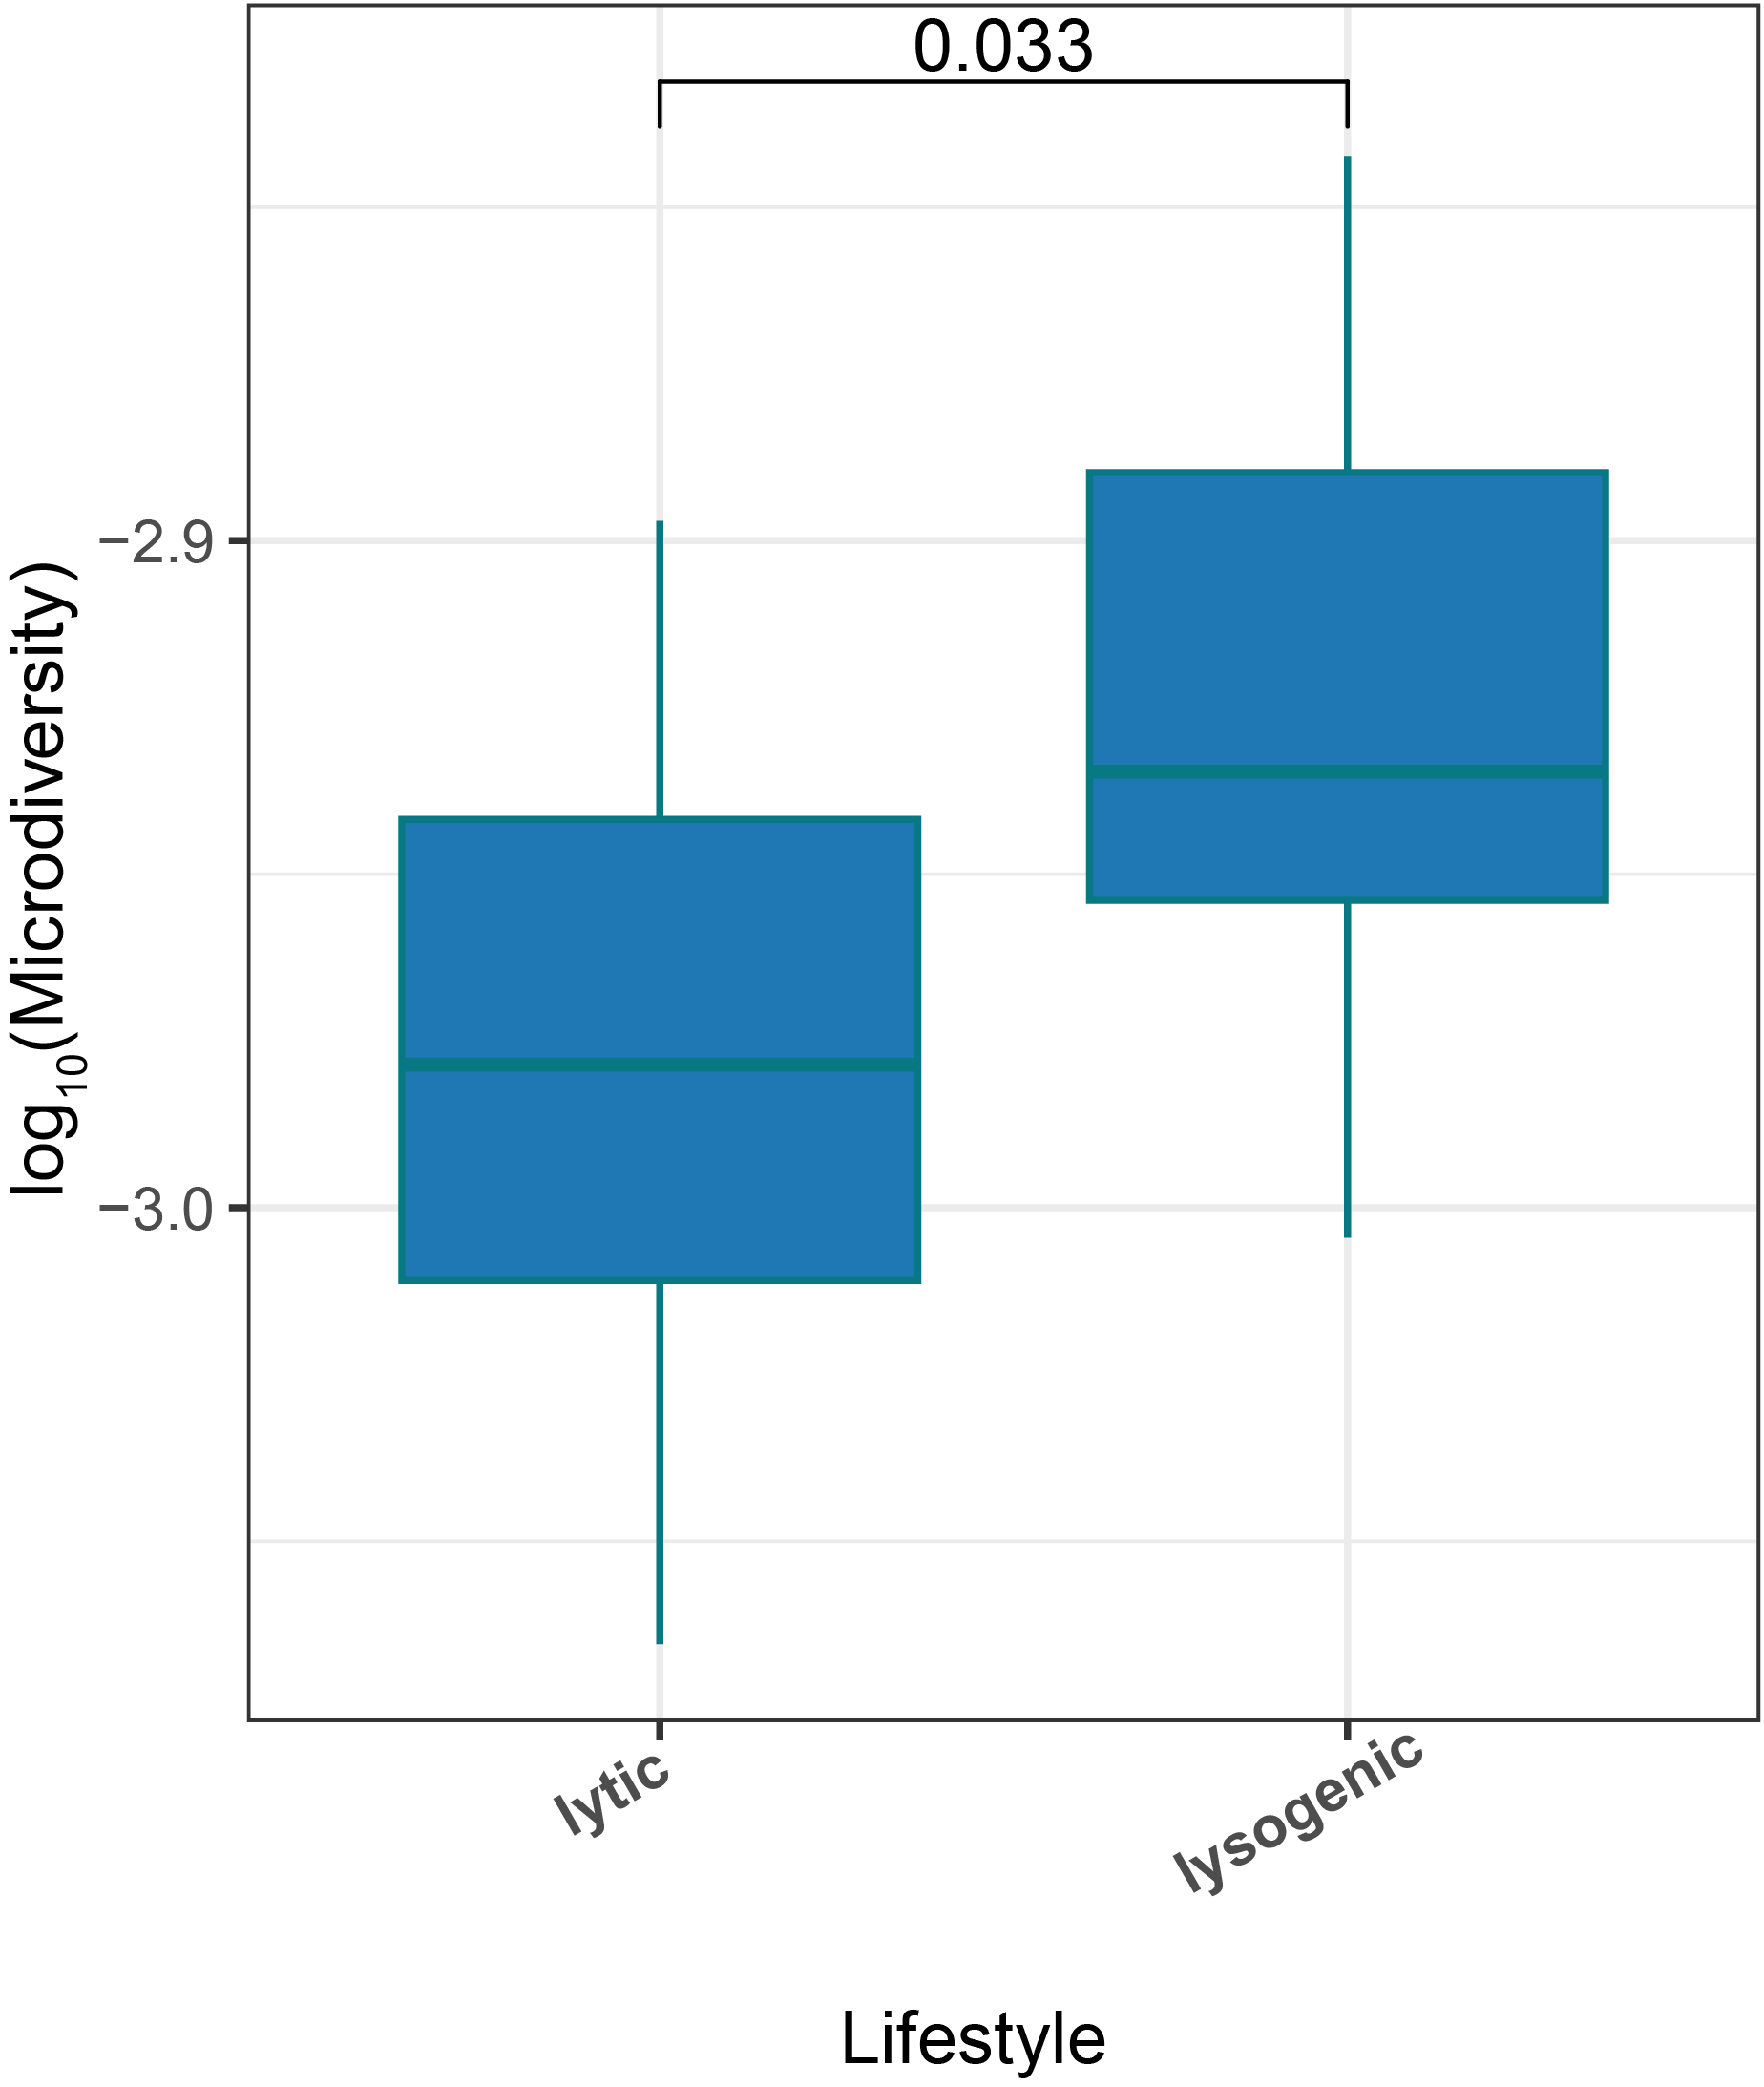 0.033
−2.9
−3.0
log10(Microdiversity)
lytic
lysogenic
Lifestyle